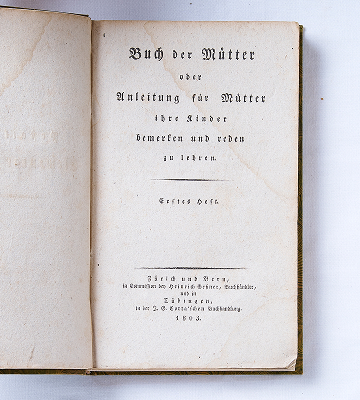 Buch der Mütter
oder
Anleitung für Mütter
ihre Kinder
bemerken und reden
zu lehren.
Erstes Heft.
Zürich und Bern,
in Commission bey Heinrich Geßner, Buchhändler,
und in
Tübingen,
in der J. G. Cotta'schen Buchhandlung.
1803.